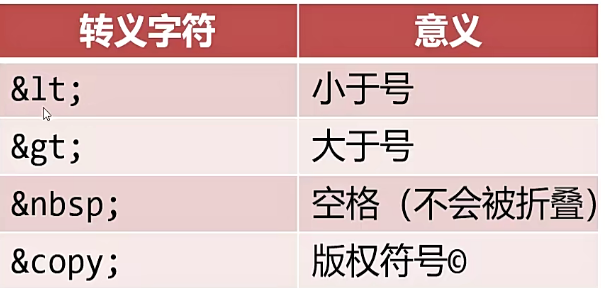 转义字符 意义
&lt; 小于号
&gt; 大于号
&nbsp; 空格（不会被折叠）
&copy; 版权符号©